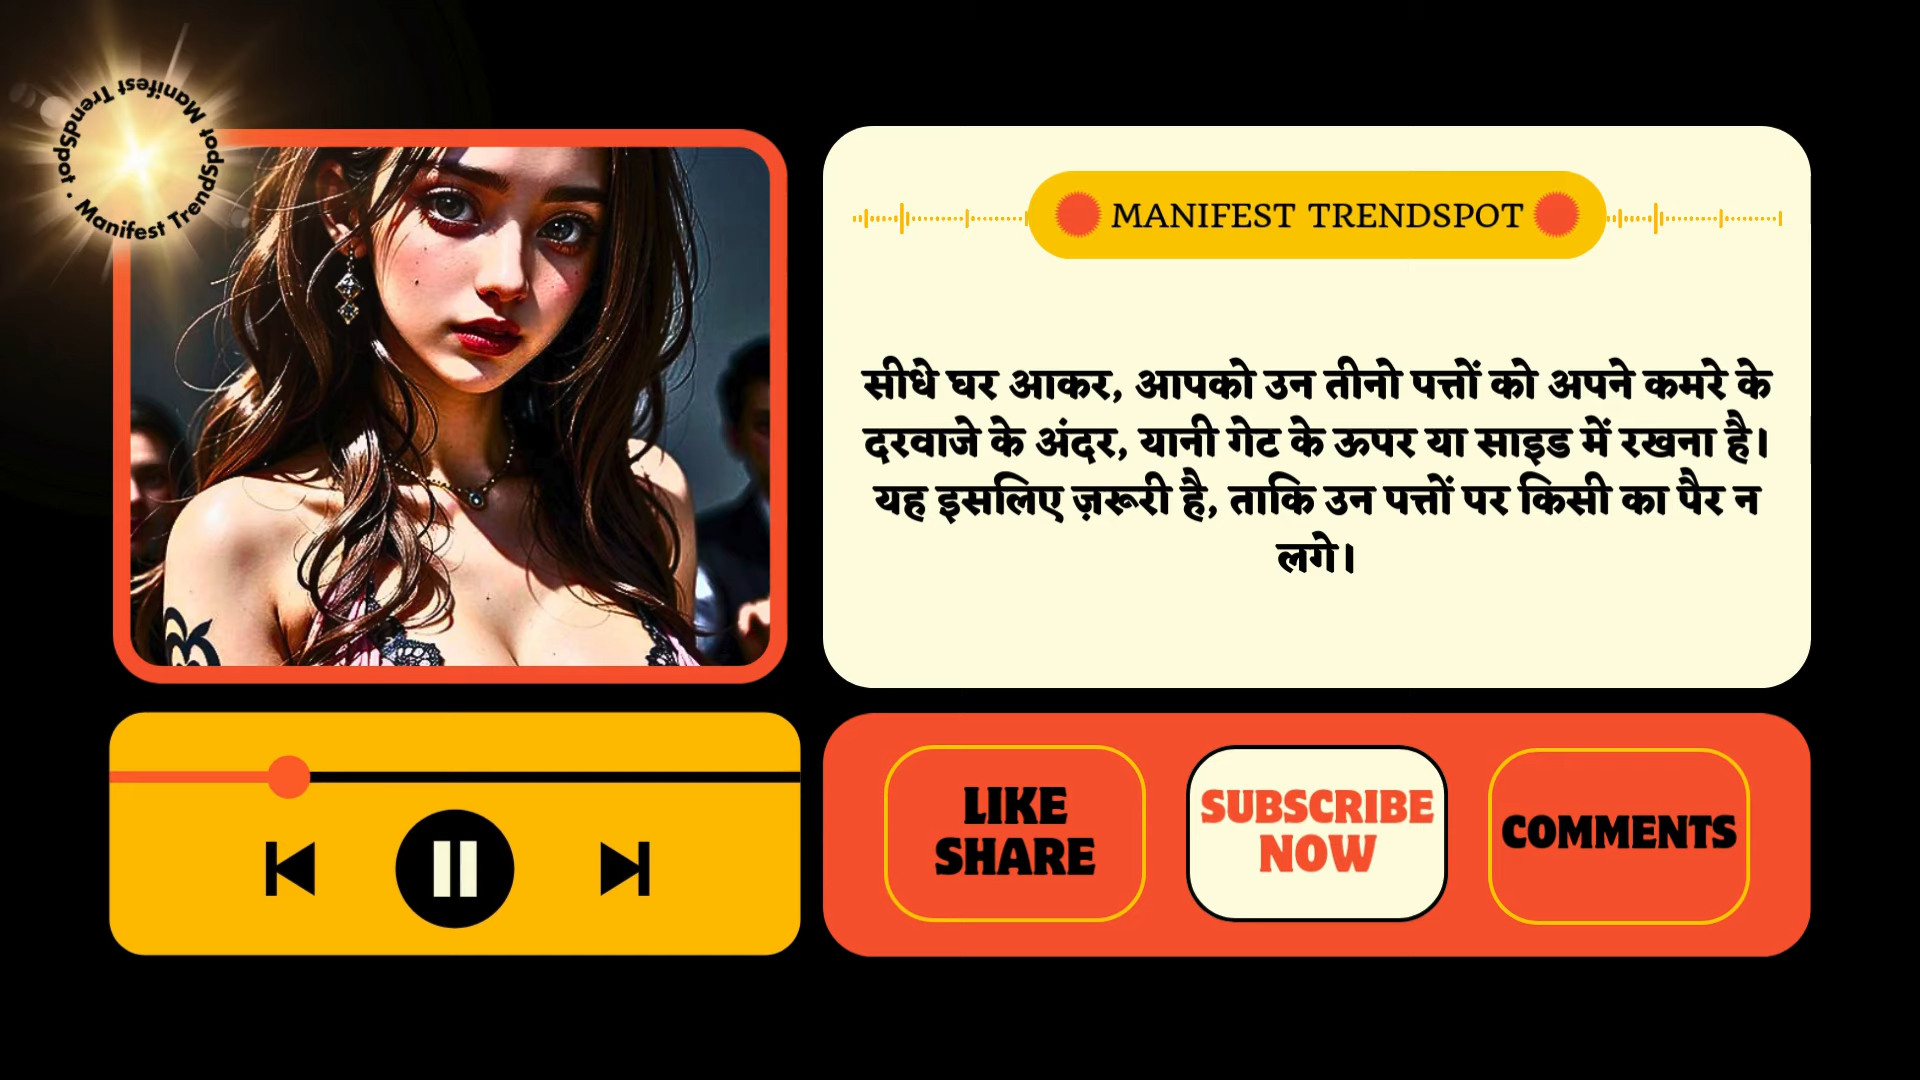 Manifest TrendSpot · Manifest TrendSpot ·
MANIFEST TRENDSPOT
सीधे घर आकर, आपको उन तीनो पत्तों को अपने कमरे के
दरवाजे के अंदर, यानी गेट के ऊपर या साइड में रखना है।
यह इसलिए ज़रूरी है, ताकि उन पत्तों पर किसी का पैर न
लगे।
LIKE
SHARE
SUBSCRIBE
NOW
COMMENTS